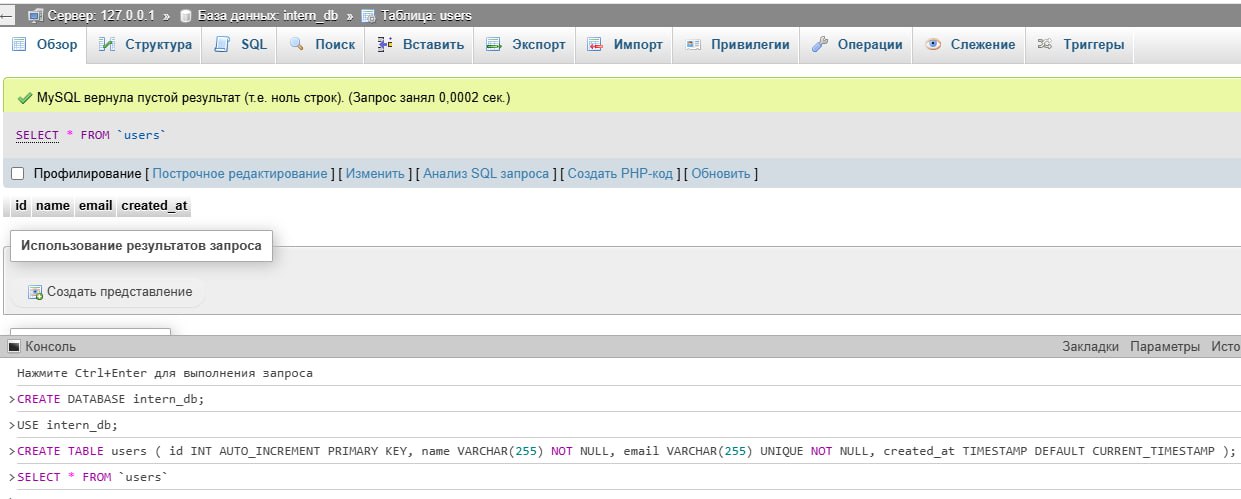 Сервер: 127.0.0.1 » База данных: intern_db » Таблица: users
Обзор Структура SQL Поиск Вставить Экспорт Импорт Привилегии Операции Слежение Триггеры
MySQL вернула пустой результат (т.е. ноль строк). (Запрос занял 0,0002 сек.)
SELECT * FROM `users`
Профилирование [ Построчное редактирование ] [ Изменить ] [ Анализ SQL запроса ] [ Создать PHP-код ] [ Обновить ]
id name email created_at
Использование результатов запроса
Создать представление
Консоль Закладки Параметры Исто
Нажмите Ctrl+Enter для выполнения запроса
>CREATE DATABASE intern_db;
>USE intern_db;
>CREATE TABLE users ( id INT AUTO_INCREMENT PRIMARY KEY, name VARCHAR(255) NOT NULL, email VARCHAR(255) UNIQUE NOT NULL, created_at TIMESTAMP DEFAULT CURRENT_TIMESTAMP );
>SELECT * FROM `users`